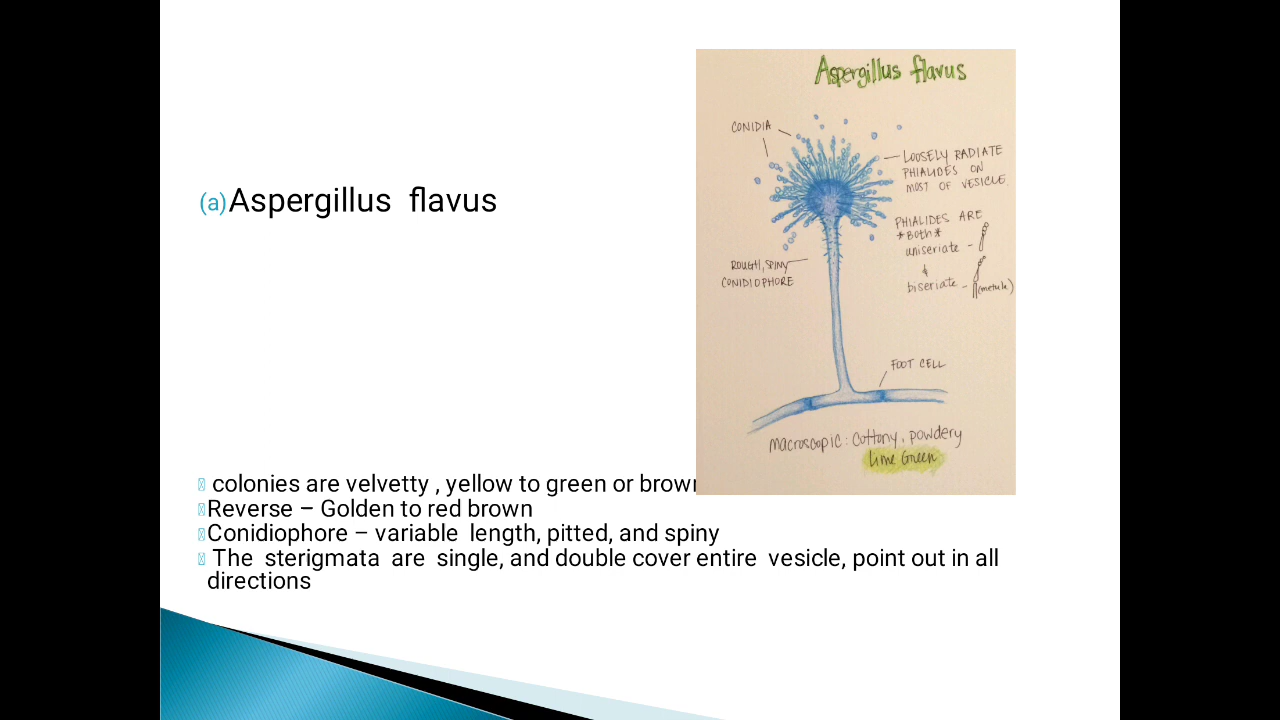 Aspergillus flavus
CONIDIA
LOOSELY RADIATE
PHIALIDES ON
MOST OF VESICLE
(a)Aspergillus flavus
PHIALIDES ARE
*Both*
uniseriate -
&
biseriate - (metula)
ROUGH, SPINY
CONIDIOPHORE
FOOT CELL
macroscopic: cottony, powdery
lime Green
colonies are velvetty , yellow to green or brown
Reverse – Golden to red brown
Conidiophore – variable length, pitted, and spiny
The sterigmata are single, and double cover entire vesicle, point out in all
directions